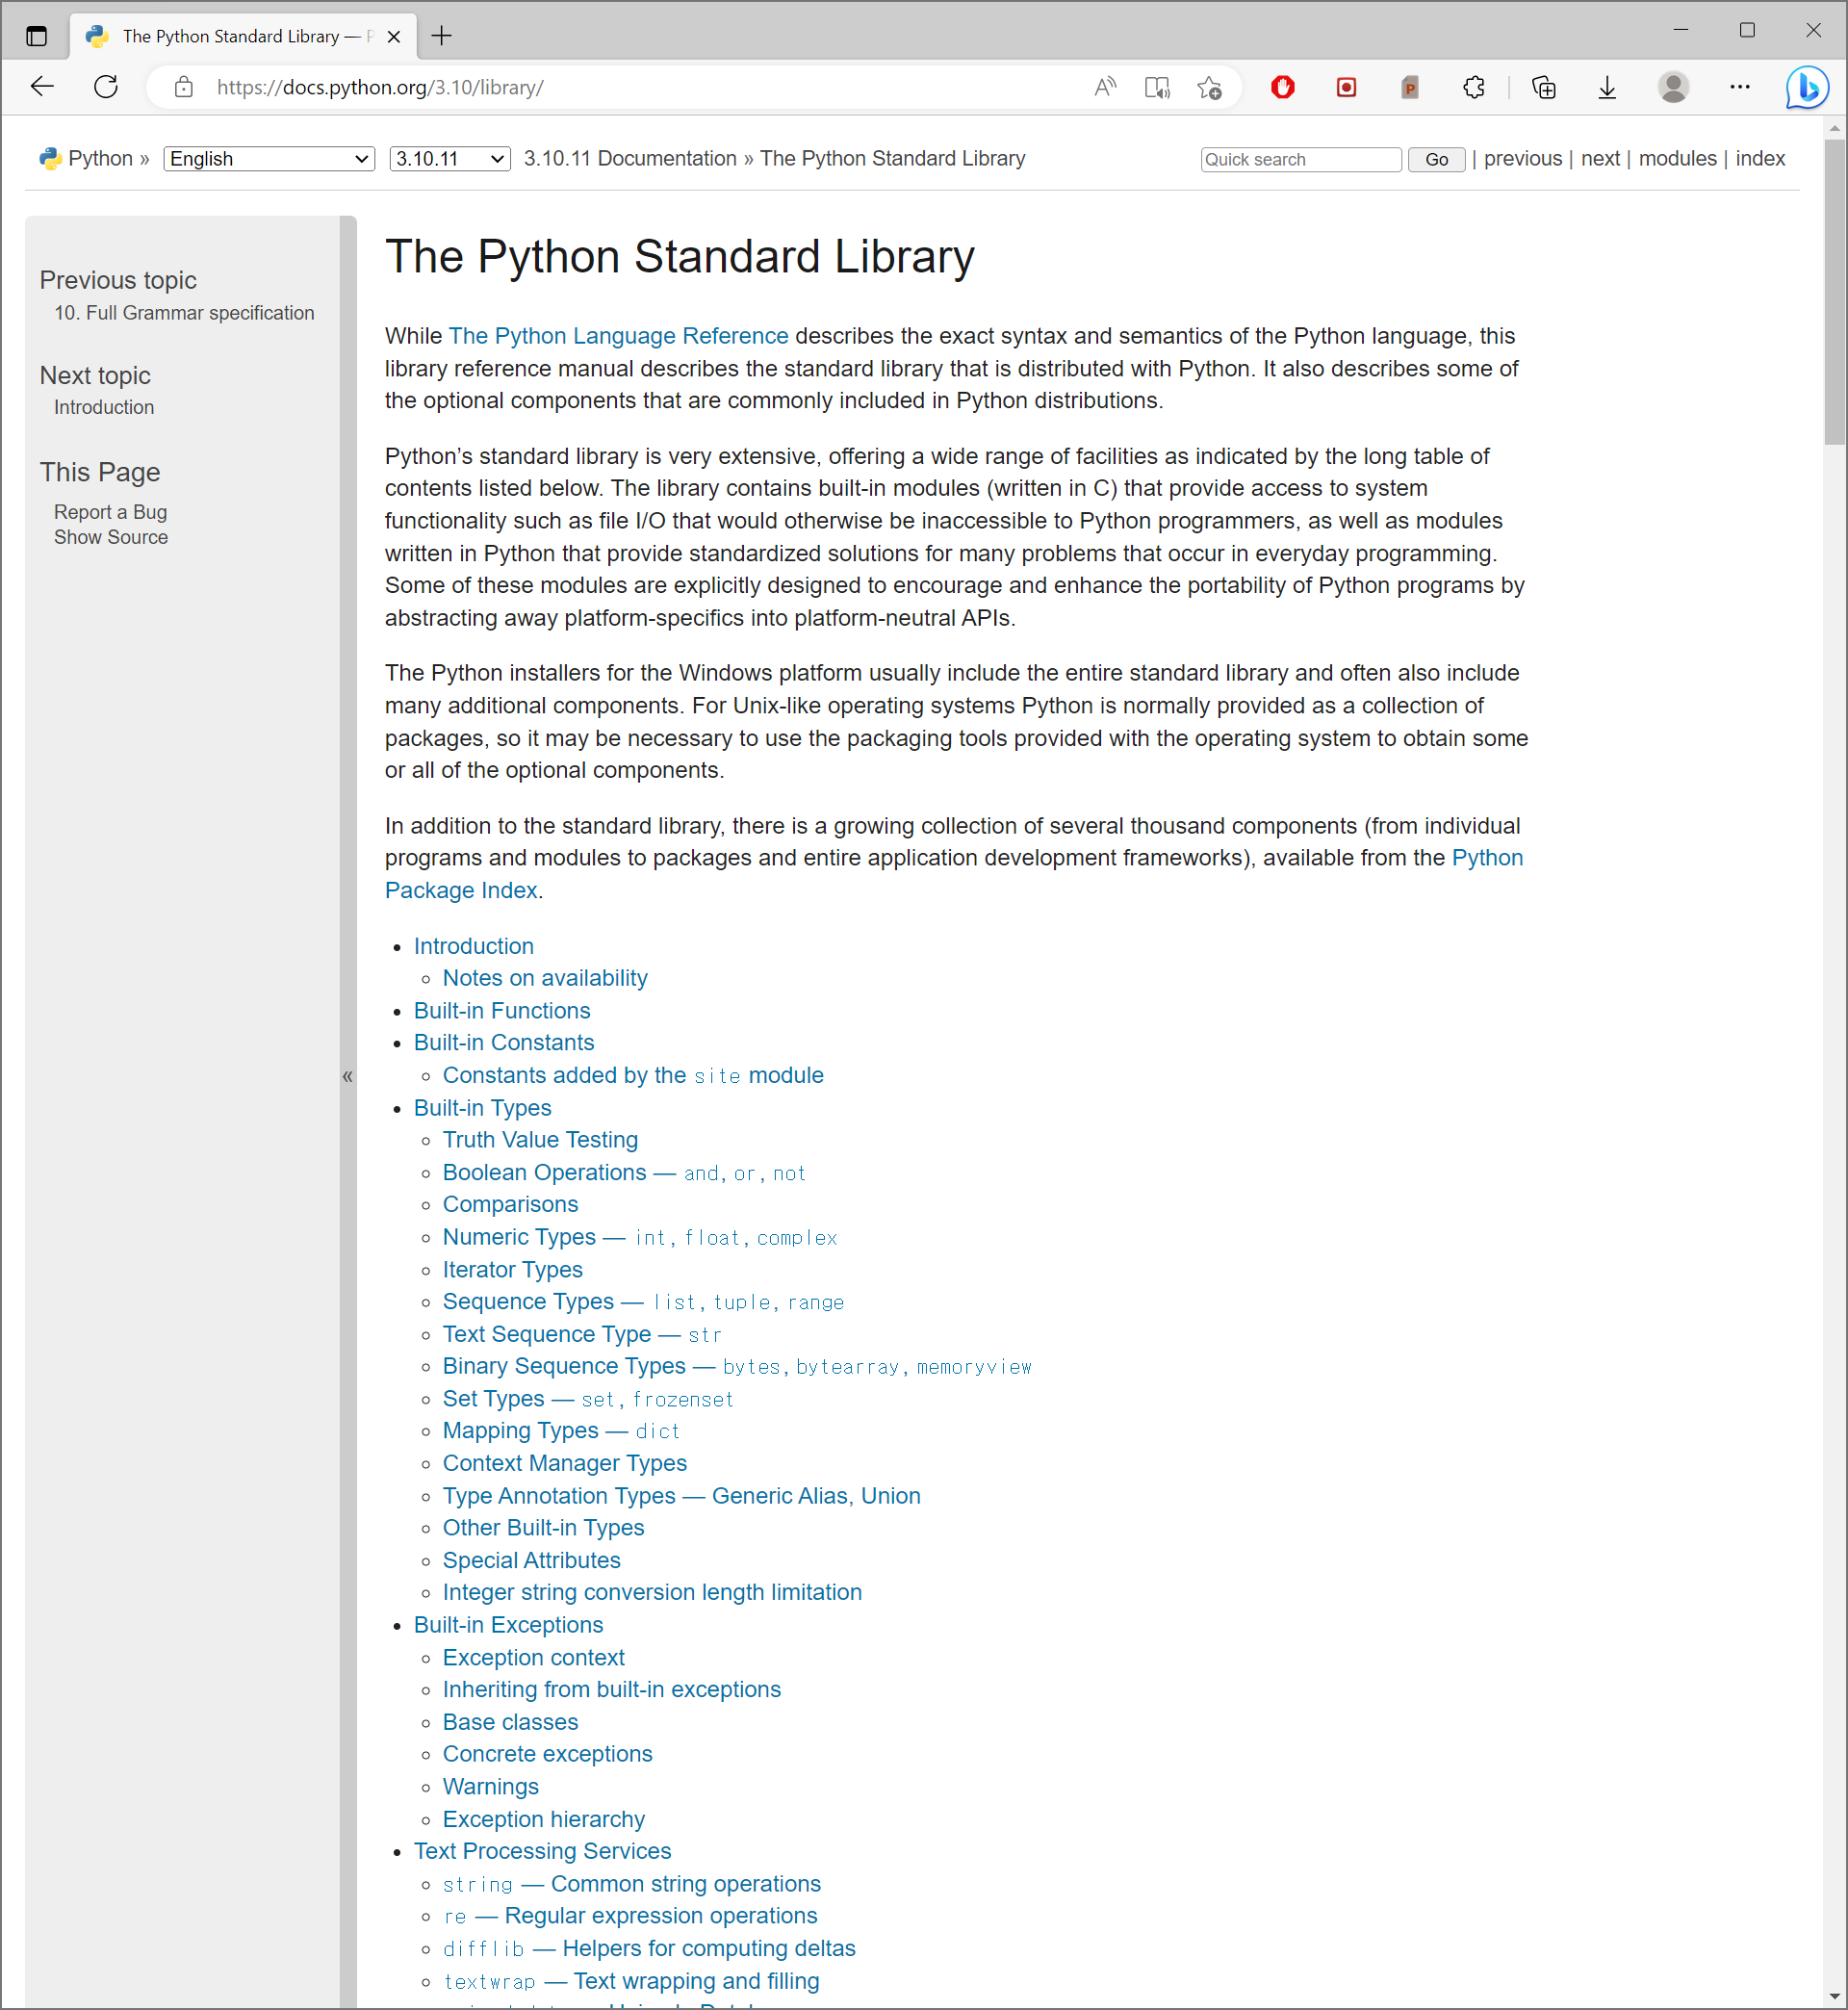 The Python Standard Library — P
https://docs.python.org/3.10/library/
Python » English 3.10.11 3.10.11 Documentation » The Python Standard Library Quick search Go | previous | next | modules | index
Previous topic
10. Full Grammar specification
Next topic
Introduction
This Page
Report a Bug
Show Source
«
The Python Standard Library
While The Python Language Reference describes the exact syntax and semantics of the Python language, this
library reference manual describes the standard library that is distributed with Python. It also describes some of
the optional components that are commonly included in Python distributions.
Python’s standard library is very extensive, offering a wide range of facilities as indicated by the long table of
contents listed below. The library contains built-in modules (written in C) that provide access to system
functionality such as file I/O that would otherwise be inaccessible to Python programmers, as well as modules
written in Python that provide standardized solutions for many problems that occur in everyday programming.
Some of these modules are explicitly designed to encourage and enhance the portability of Python programs by
abstracting away platform-specifics into platform-neutral APIs.
The Python installers for the Windows platform usually include the entire standard library and often also include
many additional components. For Unix-like operating systems Python is normally provided as a collection of
packages, so it may be necessary to use the packaging tools provided with the operating system to obtain some
or all of the optional components.
In addition to the standard library, there is a growing collection of several thousand components (from individual
programs and modules to packages and entire application development frameworks), available from the Python
Package Index.
Introduction
Notes on availability
Built-in Functions
Built-in Constants
Constants added by the site module
Built-in Types
Truth Value Testing
Boolean Operations — and, or, not
Comparisons
Numeric Types — int, float, complex
Iterator Types
Sequence Types — list, tuple, range
Text Sequence Type — str
Binary Sequence Types — bytes, bytearray, memoryview
Set Types — set, frozenset
Mapping Types — dict
Context Manager Types
Type Annotation Types — Generic Alias, Union
Other Built-in Types
Special Attributes
Integer string conversion length limitation
Built-in Exceptions
Exception context
Inheriting from built-in exceptions
Base classes
Concrete exceptions
Warnings
Exception hierarchy
Text Processing Services
string — Common string operations
re — Regular expression operations
difflib — Helpers for computing deltas
textwrap — Text wrapping and filling